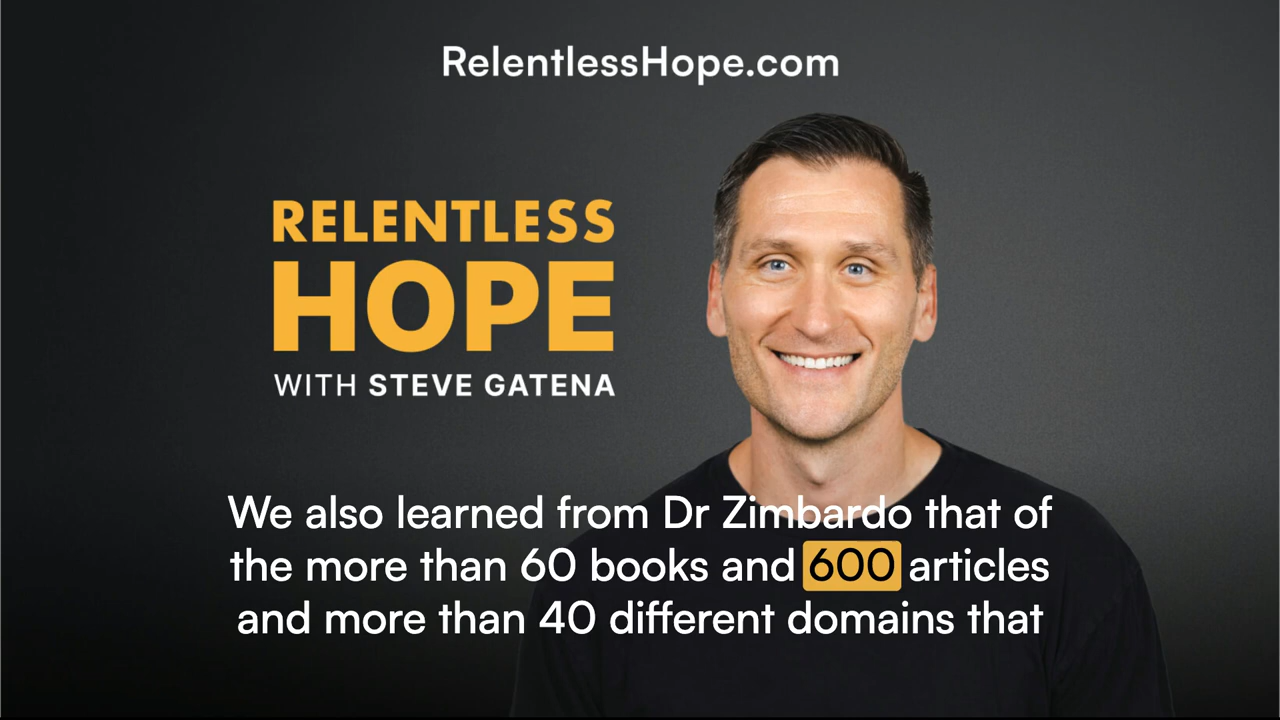 RelentlessHope.com
RELENTLESS
HOPE
WITH STEVE GATENA
We also learned from Dr Zimbardo that of
the more than 60 books and 600 articles
and more than 40 different domains that